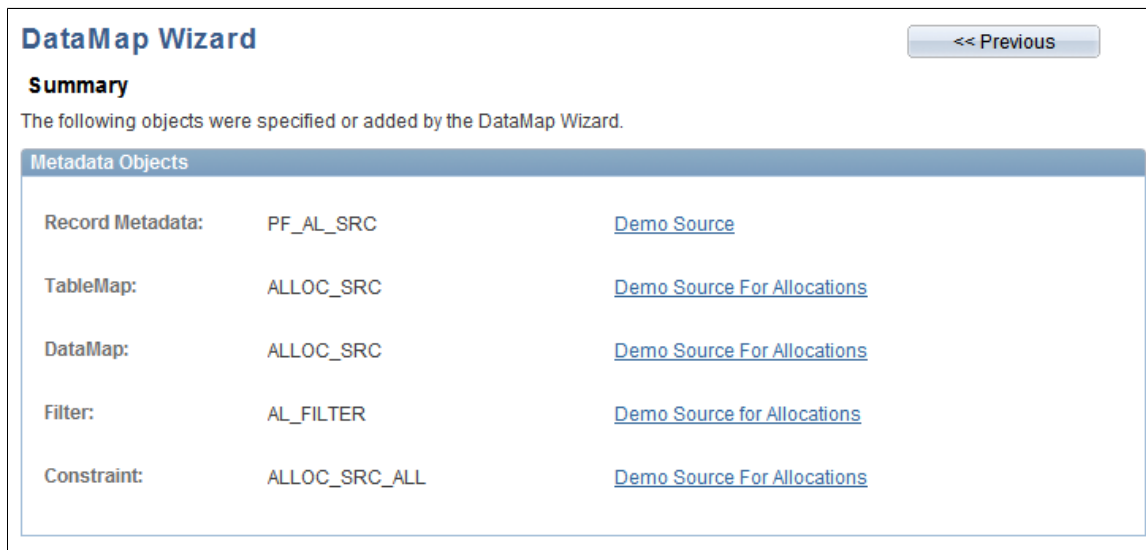 DataMap Wizard
<< Previous
Summary
The following objects were specified or added by the DataMap Wizard.
Metadata Objects
Record Metadata: PF_AL_SRC Demo Source
TableMap: ALLOC_SRC Demo Source For Allocations
DataMap: ALLOC_SRC Demo Source For Allocations
Filter: AL_FILTER Demo Source for Allocations
Constraint: ALLOC_SRC_ALL Demo Source For Allocations